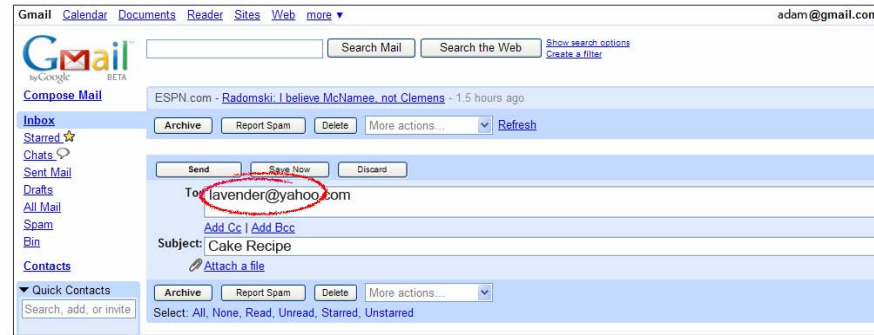 Gmail Calendar Documents Reader Sites Web more ▼ adam@gmail.com
Gmail
by Google BETA
Search Mail Search the Web Show search options
Create a filter
Compose Mail
ESPN.com - Radomski: I believe McNamee, not Clemens - 1.5 hours ago
Inbox
Archive Report Spam Delete More actions... Refresh
Starred
Chats
Sent Mail
Drafts
All Mail
Spam
Bin
Contacts
Send Save Now Discard
To: lavender@yahoo.com
Add Cc | Add Bcc
Subject: Cake Recipe
Attach a file
▼ Quick Contacts
Search, add, or invite
Archive Report Spam Delete More actions...
Select: All, None, Read, Unread, Starred, Unstarred